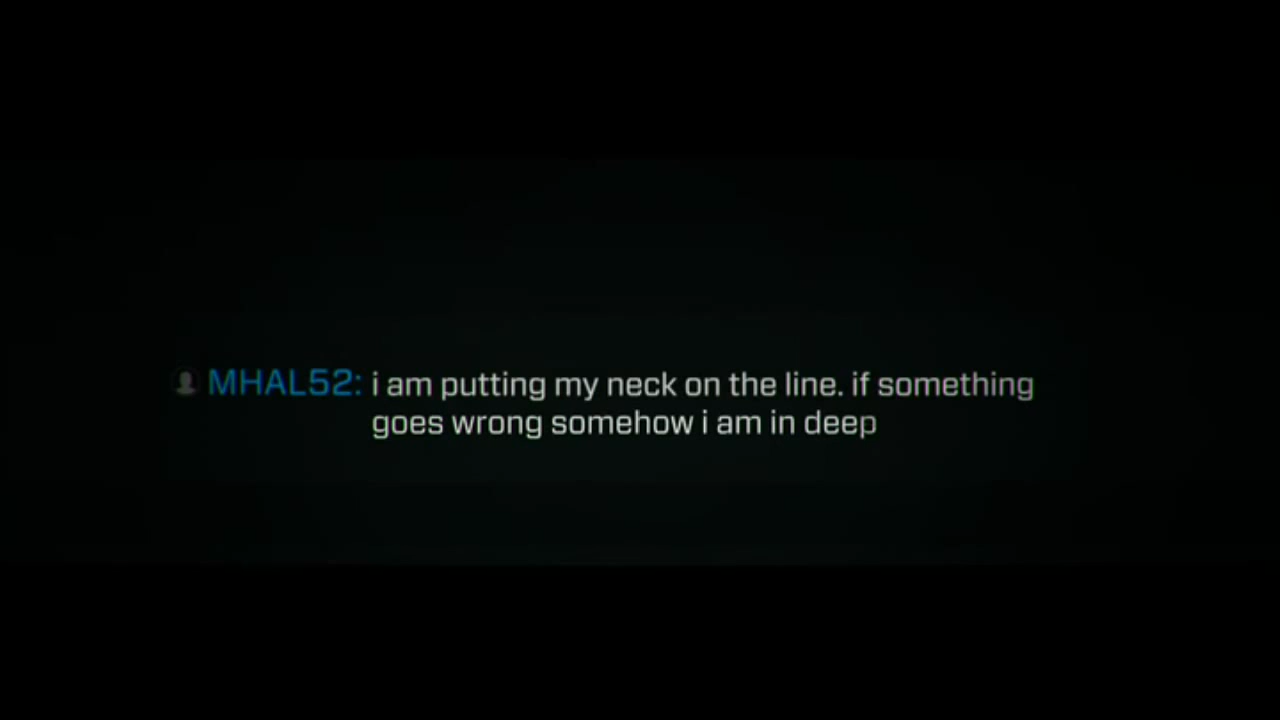 MHAL52: i am putting my neck on the line. if something
goes wrong somehow i am in deep